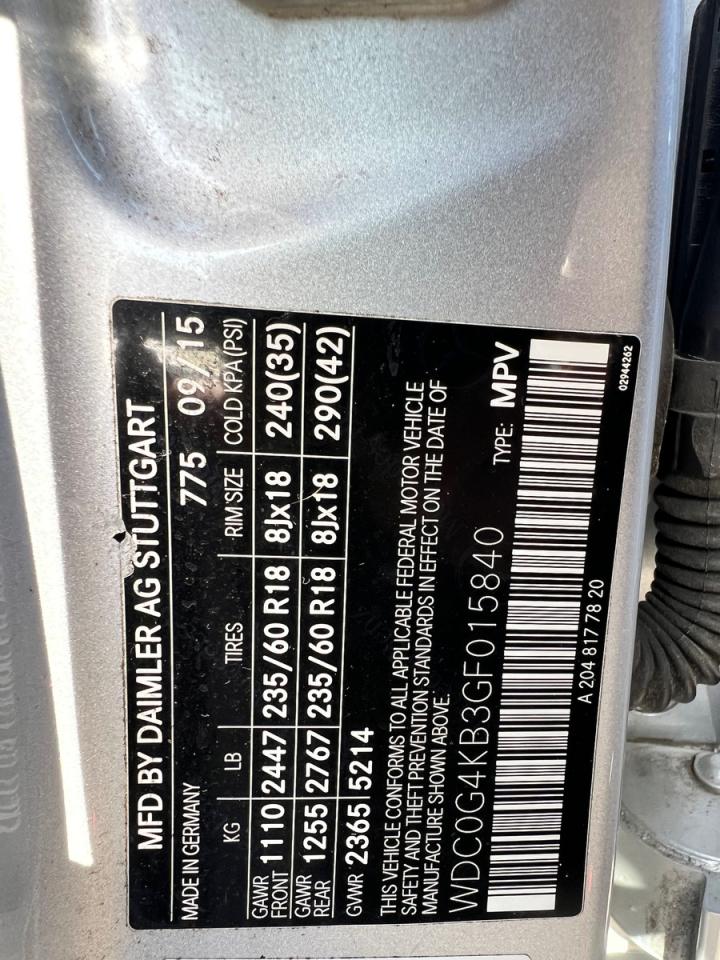 MFD BY DAIMLER AG STUTTGART
MADE IN GERMANY 775 09/15
KG LB TIRES RIM SIZE COLD KPA(PSI)
GAWR FRONT 1110 2447 235/60 R18 8Jx18 240(35)
GAWR REAR 1255 2767 235/60 R18 8Jx18 290(42)
GVWR 2365 5214
THIS VEHICLE CONFORMS TO ALL APPLICABLE FEDERAL MOTOR VEHICLE
SAFETY AND THEFT PREVENTION STANDARDS IN EFFECT ON THE DATE OF
MANUFACTURE SHOWN ABOVE.
WDC0G4KB3GF015840 TYPE: MPV
A 204 817 78 20
02944262